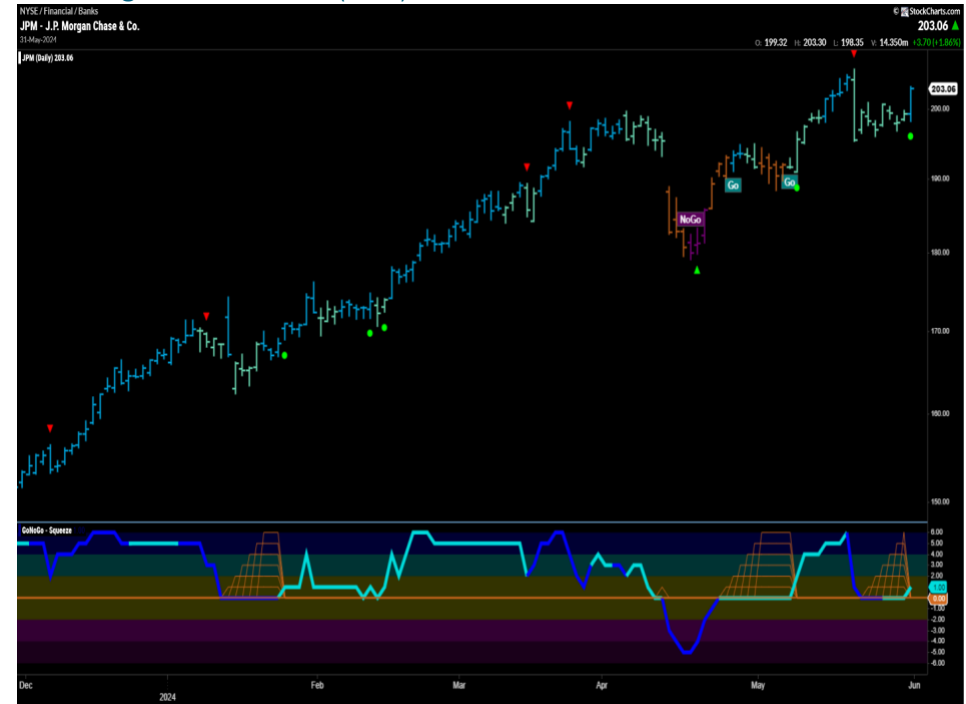 NYSE / Financial / Banks
© StockCharts.com
JPM - J.P. Morgan Chase & Co.
203.06
31-May-2024
O: 199.32 H: 203.30 L: 198.35 V: 14.350m +3.70 (+1.86%)
JPM (Daily) 203.06
203.06
200.00
190.00
Go
Go
NoGo
180.00
170.00
160.00
150.00
GoNoGo - Squeeze
6.00
5.00
4.00
3.00
2.00
1.00
0.00
-1.00
-2.00
-3.00
-4.00
-5.00
-6.00
Dec
2024
Feb
Mar
Apr
May
Jun